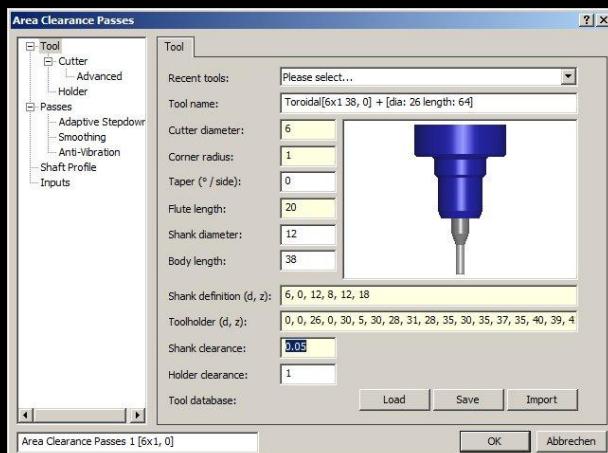 Area Clearance Passes
Tool
Cutter
Advanced
Holder
Passes
Adaptive Stepdowr
Smoothing
Anti-Vibration
Shaft Profile
Inputs
Tool
Recent tools: Please select...
Tool name: Toroidal[6x1 38, 0] + [dia: 26 length: 64]
Cutter diameter: 6
Corner radius: 1
Taper (° / side): 0
Flute length: 20
Shank diameter: 12
Body length: 38
Shank definition (d, z): 6, 0, 12, 8, 12, 18
Toolholder (d, z): 0, 0, 26, 0, 30, 5, 30, 28, 31, 28, 35, 30, 35, 37, 35, 40, 39, 4
Shank clearance: 0.05
Holder clearance: 1
Tool database: Load Save Import
Area Clearance Passes 1 [6x1, 0] OK Abbrechen